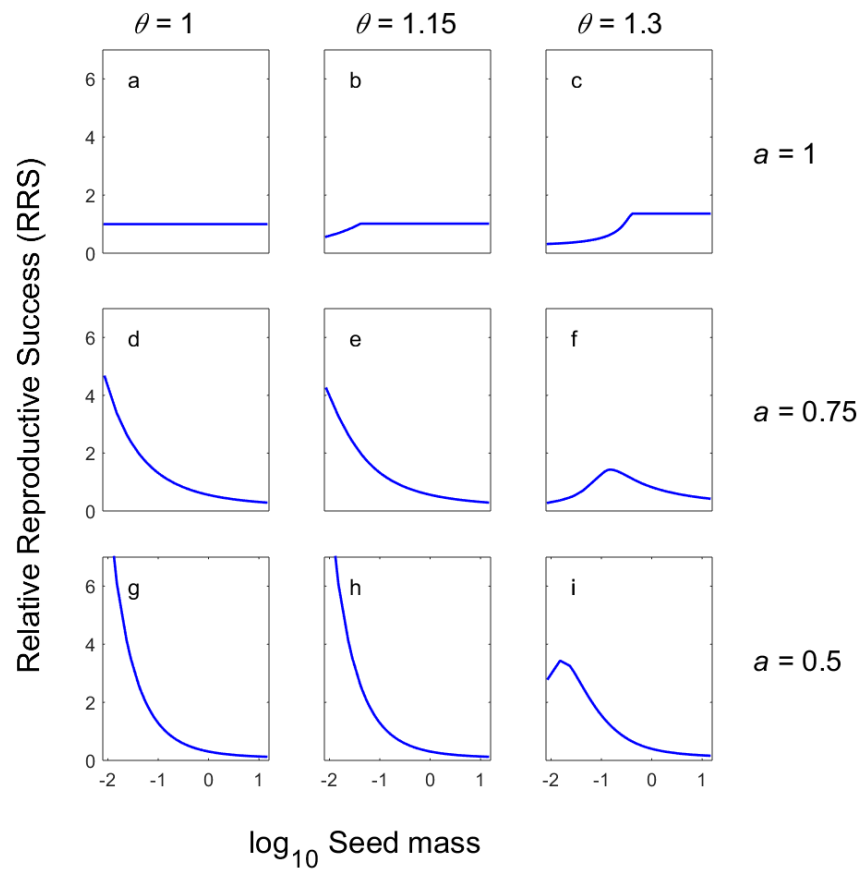 θ = 1
θ = 1.15
θ = 1.3
Relative Reproductive Success (RRS)
6
4
2
0
a
b
c
a = 1
6
4
2
0
d
e
f
a = 0.75
6
4
2
0
g
h
i
a = 0.5
-2
-1
0
1
-2
-1
0
1
-2
-1
0
1
log10 Seed mass